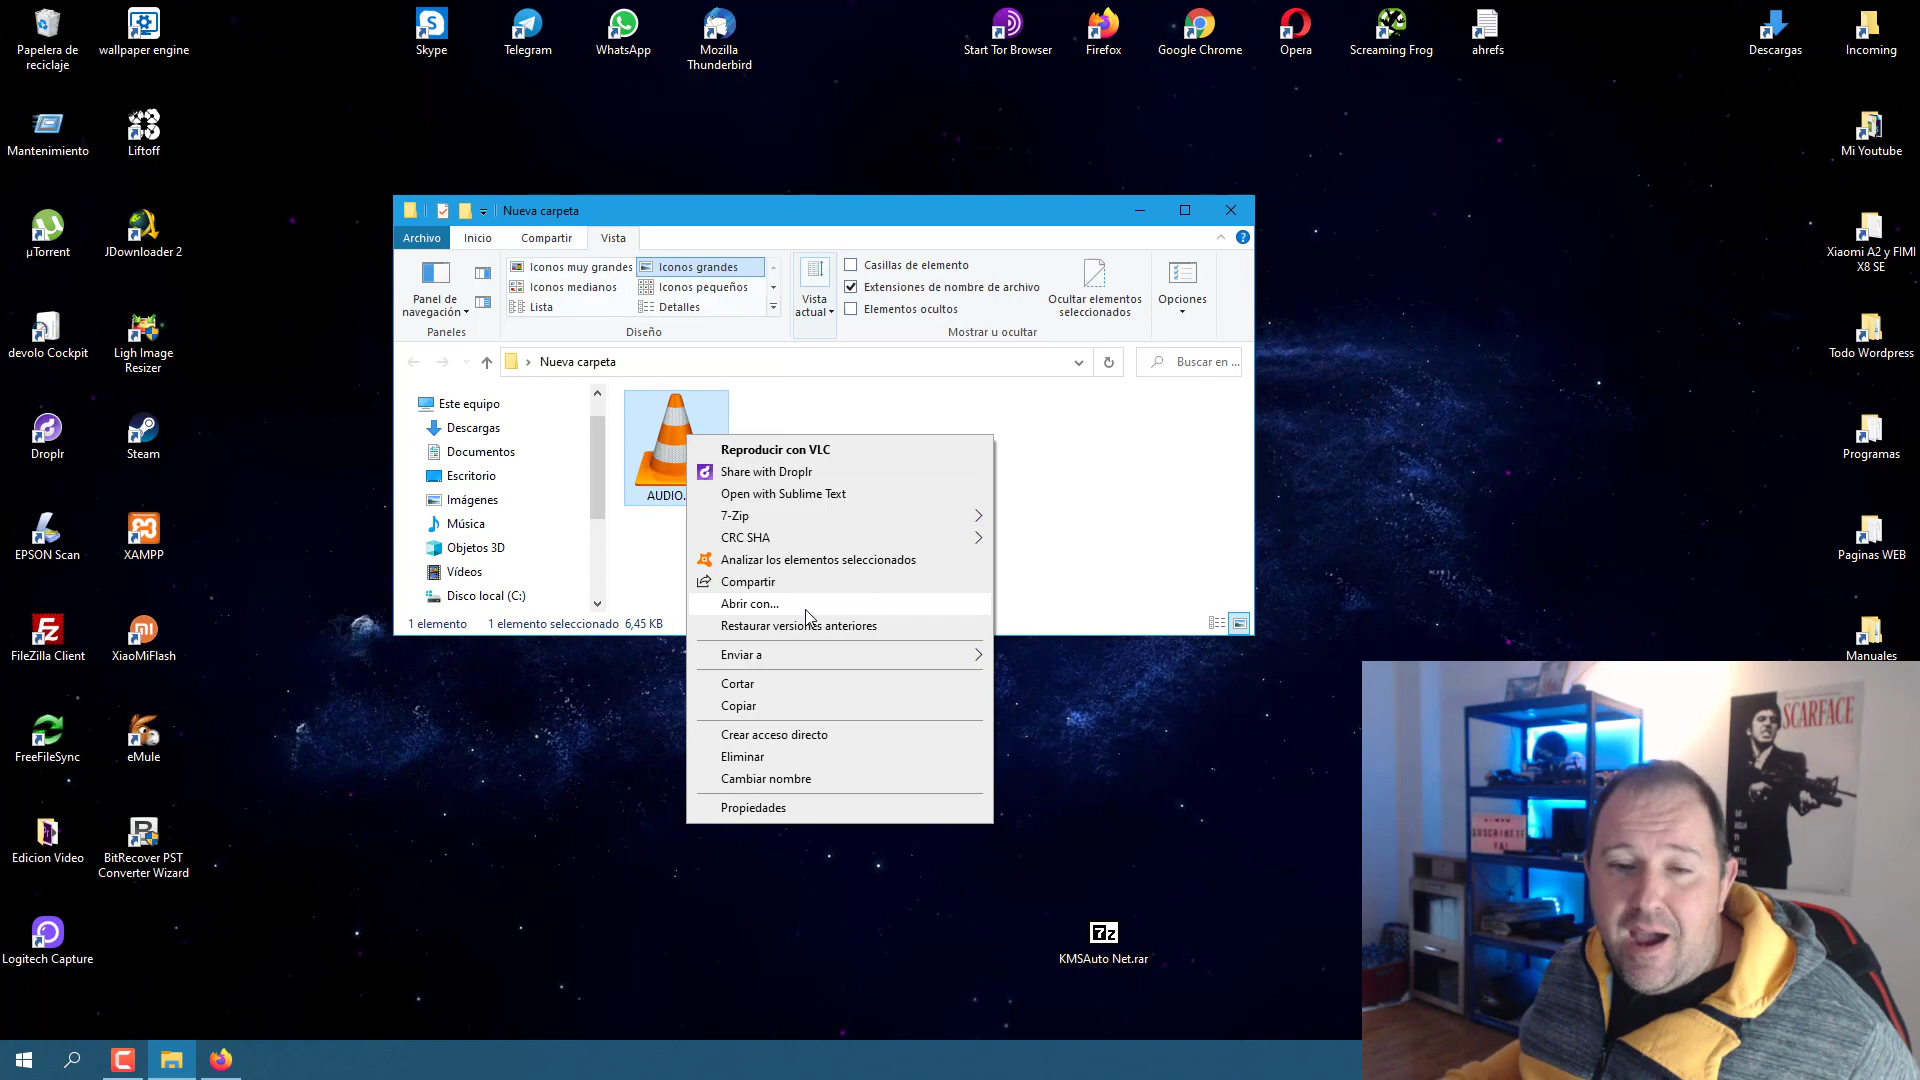 Papelera de
reciclaje
wallpaper engine
Skype
Telegram
WhatsApp
Mozilla
Thunderbird
Start Tor Browser
Firefox
Google Chrome
Opera
Screaming Frog
ahrefs
Descargas
Incoming
Mantenimiento
Liftoff
Mi Youtube
µTorrent
JDownloader 2
Xiaomi A2 y FIMI
X8 SE
devolo Cockpit
Ligh Image
Resizer
Todo Wordpress
Droplr
Steam
Programas
EPSON Scan
XAMPP
Paginas WEB
FileZilla Client
XiaoMiFlash
Manuales
FreeFileSync
eMule
Edicion Video
BitRecover PST
Converter Wizard
Logitech Capture
KMSAuto Net.rar
Nueva carpeta
Archivo
Inicio
Compartir
Vista
Panel de
navegación
Paneles
Iconos muy grandes
Iconos grandes
Iconos medianos
Iconos pequeños
Lista
Detalles
Diseño
Vista
actual
Casillas de elemento
Extensiones de nombre de archivo
Elementos ocultos
Ocultar elementos
seleccionados
Mostrar u ocultar
Opciones
Nueva carpeta
Buscar en ...
Este equipo
Descargas
Documentos
Escritorio
Imágenes
Música
Objetos 3D
Vídeos
Disco local (C:)
AUDIO.
1 elemento
1 elemento seleccionado 6,45 KB
Reproducir con VLC
Share with Droplr
Open with Sublime Text
7-Zip
CRC SHA
Analizar los elementos seleccionados
Compartir
Abrir con...
Restaurar versiones anteriores
Enviar a
Cortar
Copiar
Crear acceso directo
Eliminar
Cambiar nombre
Propiedades
SCARFACE
SUSCRIBETE
YA!